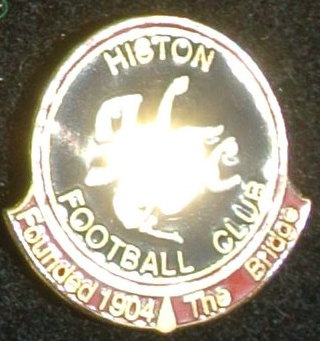 HISTON
FOOTBALL CLUB
Founded 1904 The Bridge